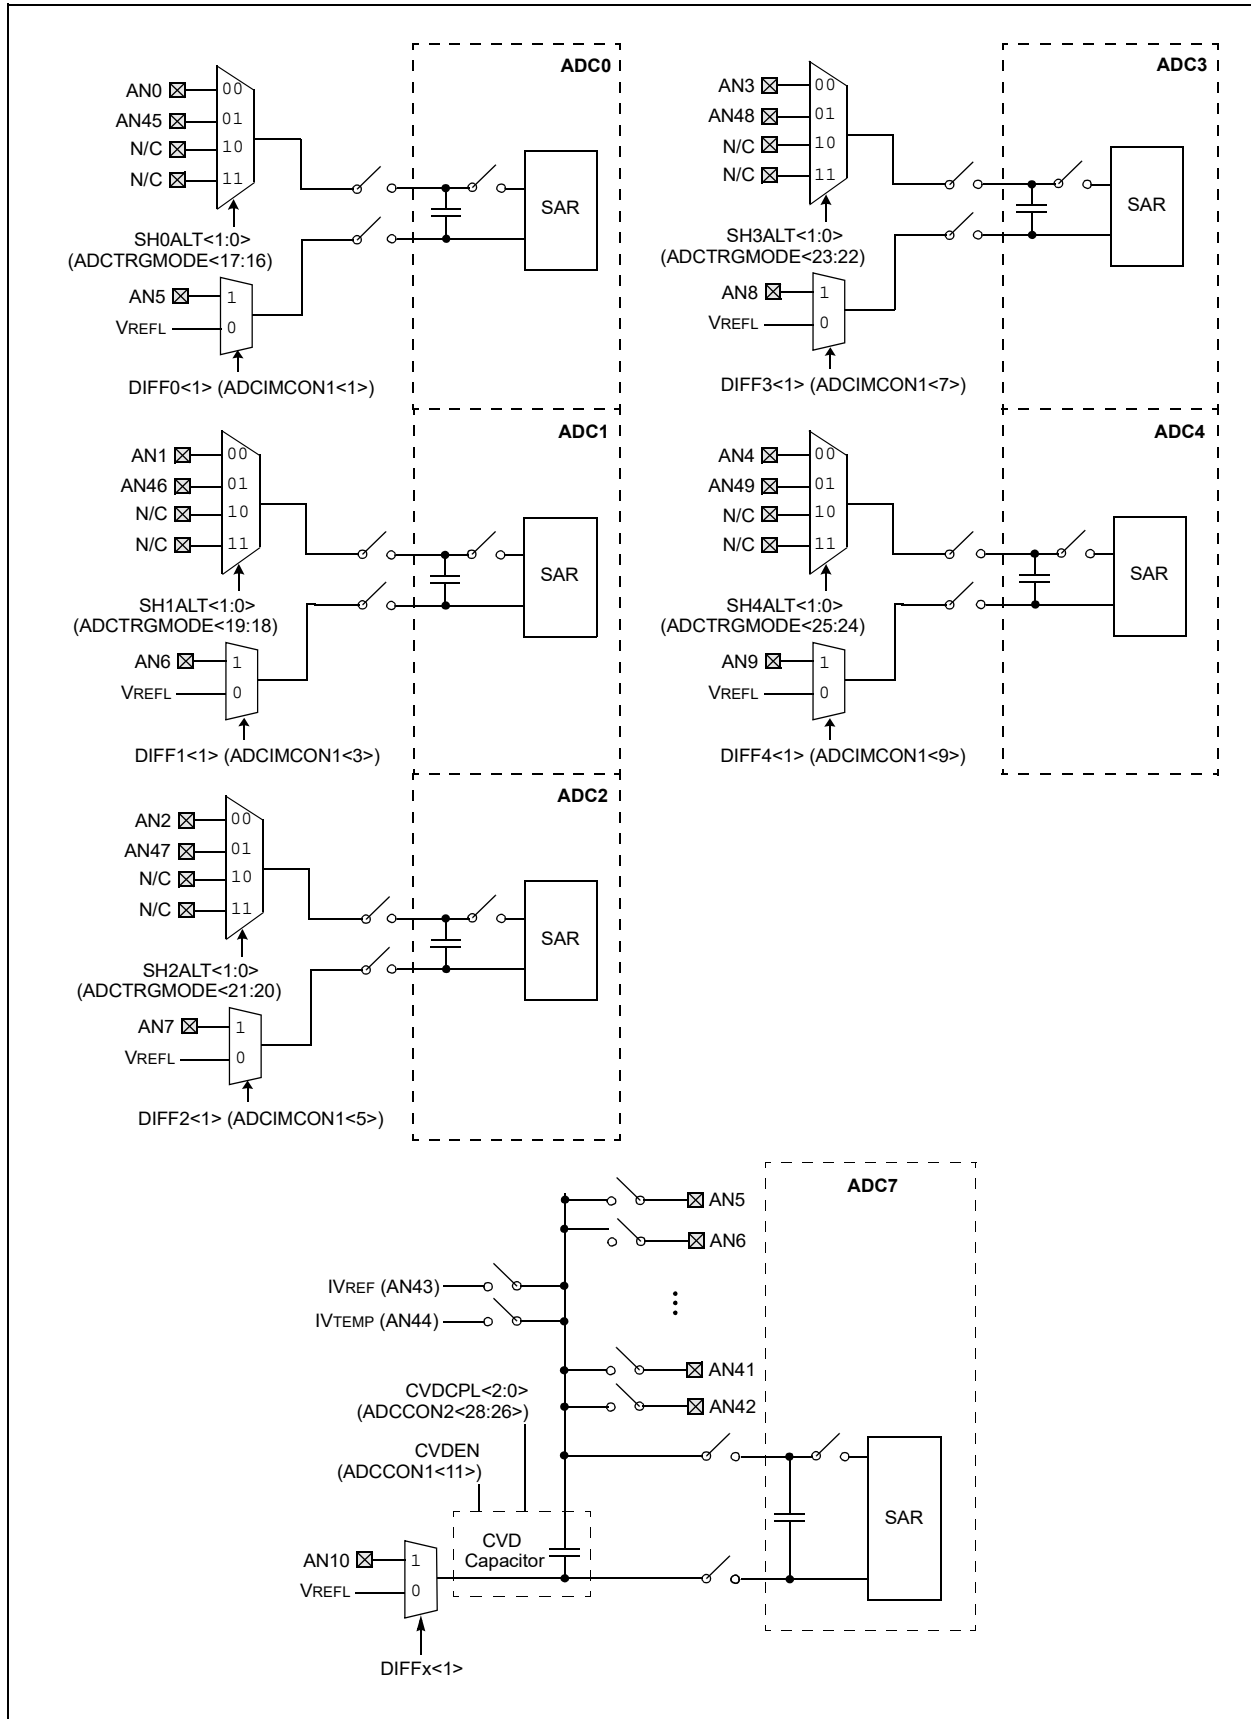 ADC0
AN0
00
AN45
01
N/C
10
N/C
11
SAR
SH0ALT<1:0>
(ADCTRGMODE<17:16)
AN5
1
VREFL
0
DIFF0<1> (ADCIMCON1<1>)
ADC3
AN3
00
AN48
01
N/C
10
N/C
11
SAR
SH3ALT<1:0>
(ADCTRGMODE<23:22)
AN8
1
VREFL
0
DIFF3<1> (ADCIMCON1<7>)
ADC1
AN1
00
AN46
01
N/C
10
N/C
11
SAR
SH1ALT<1:0>
(ADCTRGMODE<19:18)
AN6
1
VREFL
0
DIFF1<1> (ADCIMCON1<3>)
ADC4
AN4
00
AN49
01
N/C
10
N/C
11
SAR
SH4ALT<1:0>
(ADCTRGMODE<25:24)
AN9
1
VREFL
0
DIFF4<1> (ADCIMCON1<9>)
ADC2
AN2
00
AN47
01
N/C
10
N/C
11
SAR
SH2ALT<1:0>
(ADCTRGMODE<21:20)
AN7
1
VREFL
0
DIFF2<1> (ADCIMCON1<5>)
ADC7
AN5
AN6
IVREF (AN43)
IVTEMP (AN44)
AN41
AN42
CVDCPL<2:0>
(ADCCON2<28:26>)
CVDEN
(ADCCON1<11>)
SAR
CVD
Capacitor
AN10
1
VREFL
0
DIFFx<1>